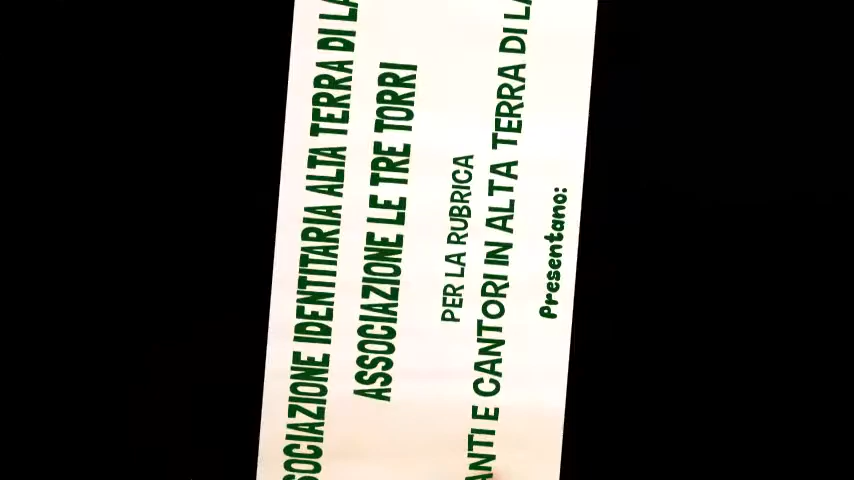 SOCIAZIONE IDENTITARIA ALTA TERRA DI LA
ASSOCIAZIONE LE TRE TORRI
PER LA RUBRICA
ANTI E CANTORI IN ALTA TERRA DI LA
Presentano: